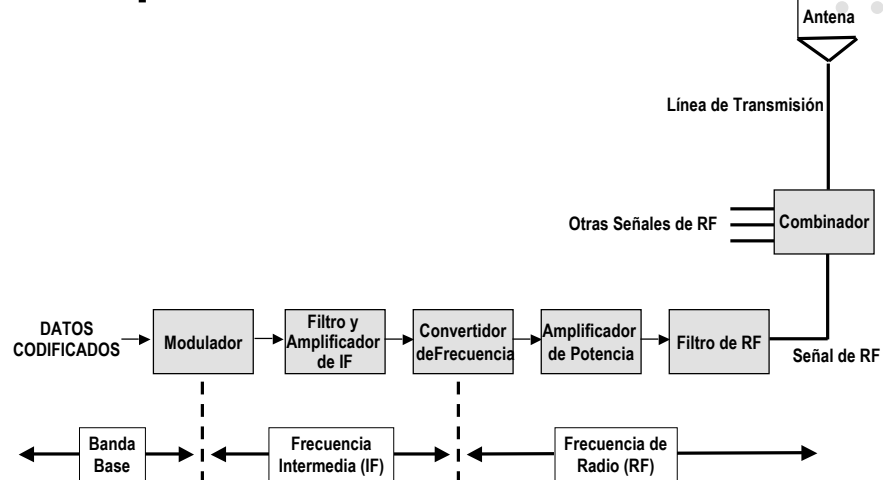 Antena
Línea de Transmisión
Otras Señales de RF
Combinador
DATOS
CODIFICADOS
Modulador
Filtro y
Amplificador
de IF
Convertidor
deFrecuencia
Amplificador
de Potencia
Filtro de RF
Señal de RF
Banda
Base
Frecuencia
Intermedia (IF)
Frecuencia de
Radio (RF)